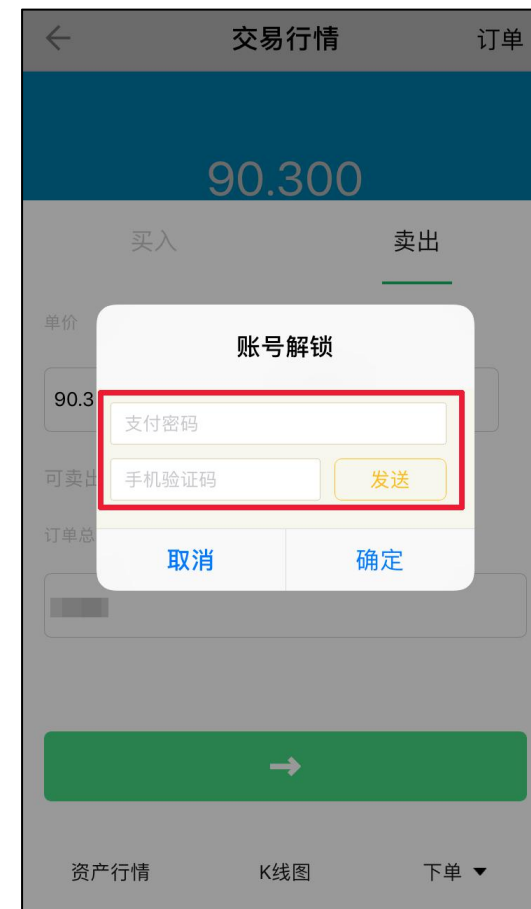 交易行情 订单
90.300
买入 卖出
单价
账号解锁
90.3
支付密码
可卖出
手机验证码 发送
订单总
取消 确定
资产行情 K线图 下单